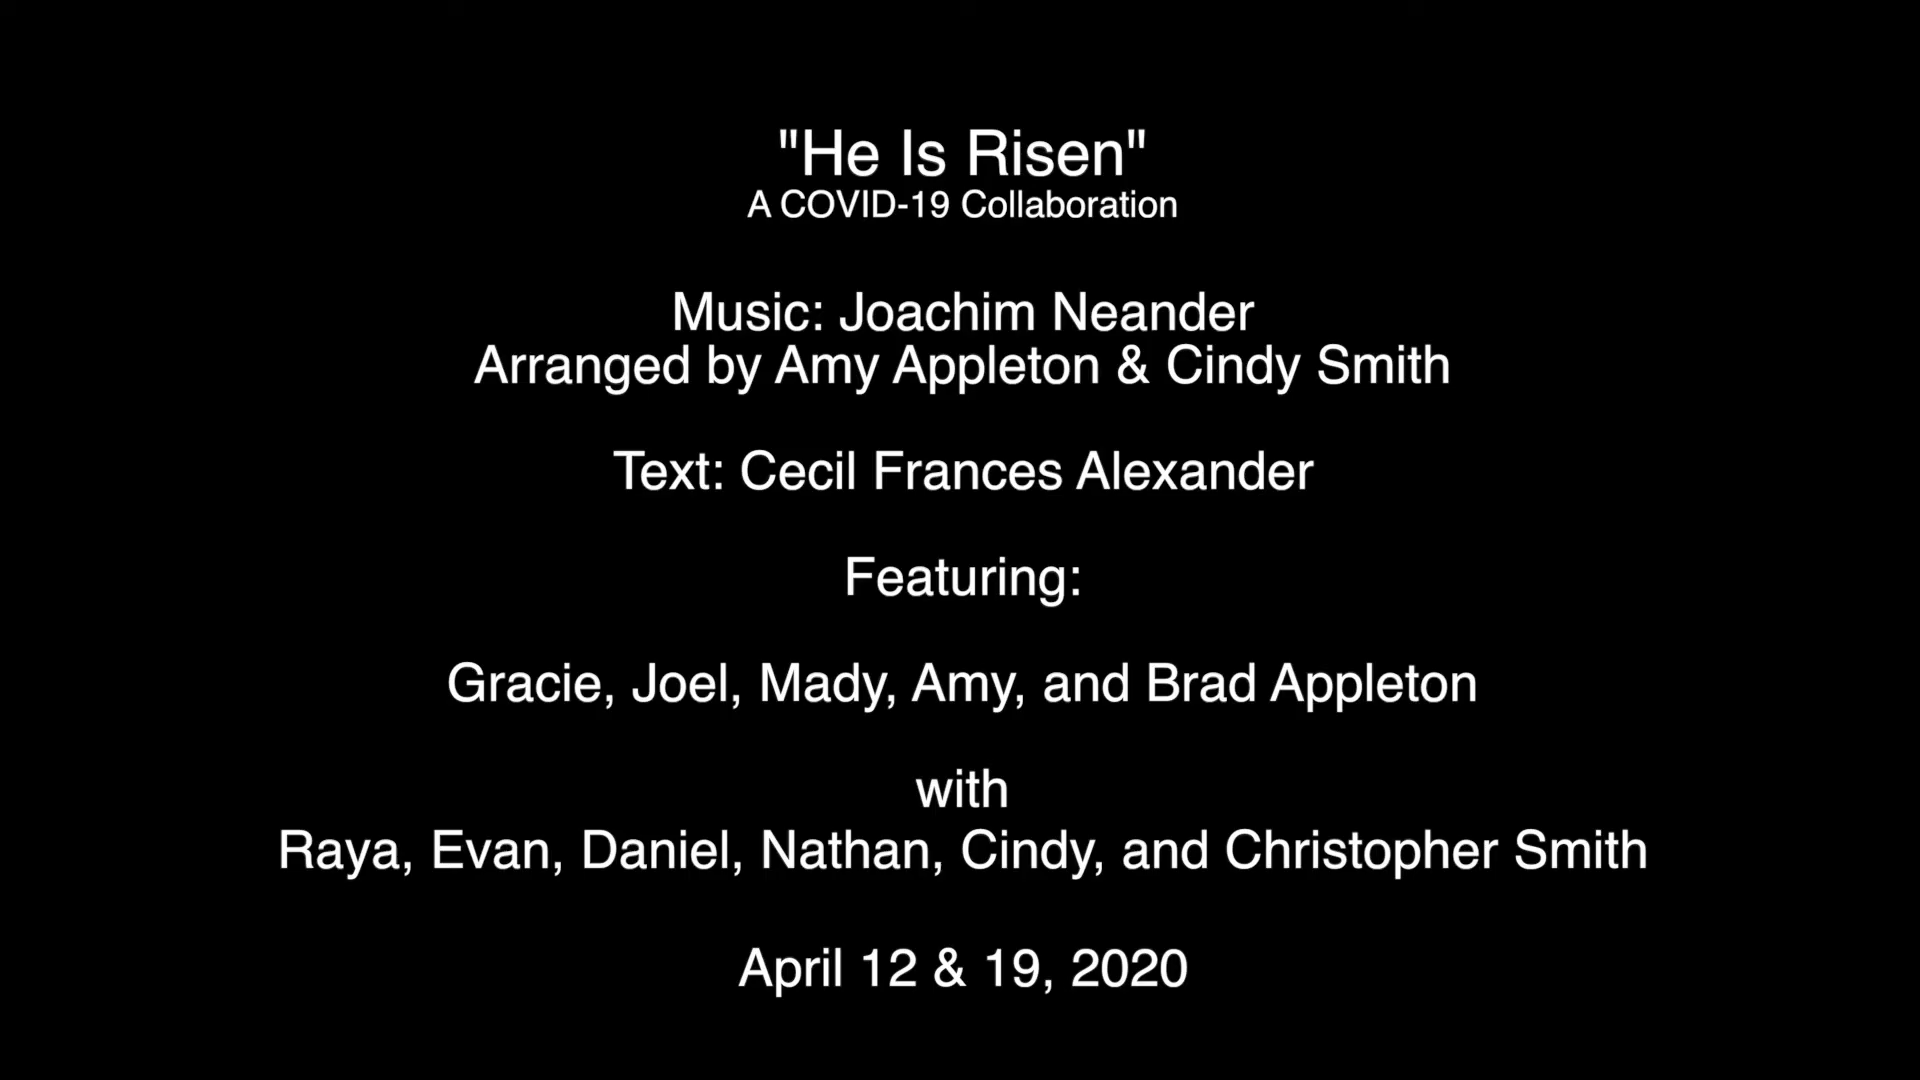 "He Is Risen"
A COVID-19 Collaboration
Music: Joachim Neander
Arranged by Amy Appleton & Cindy Smith
Text: Cecil Frances Alexander
Featuring:
Gracie, Joel, Mady, Amy, and Brad Appleton
with
Raya, Evan, Daniel, Nathan, Cindy, and Christopher Smith
April 12 & 19, 2020